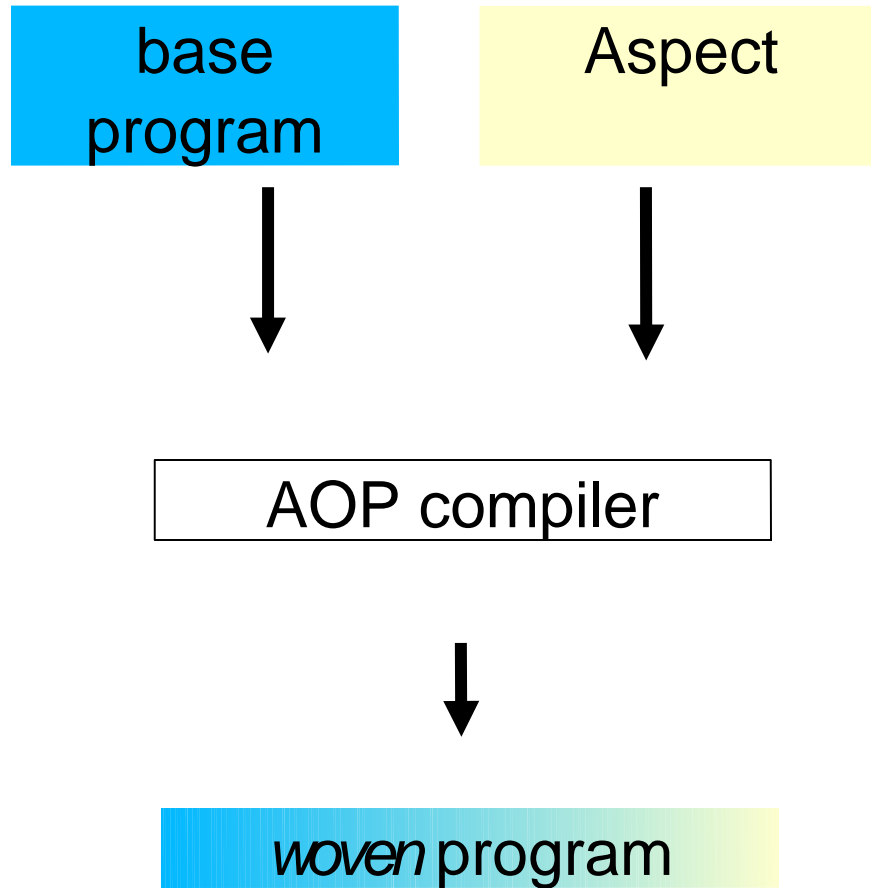 base
program
Aspect
AOP compiler
woven program